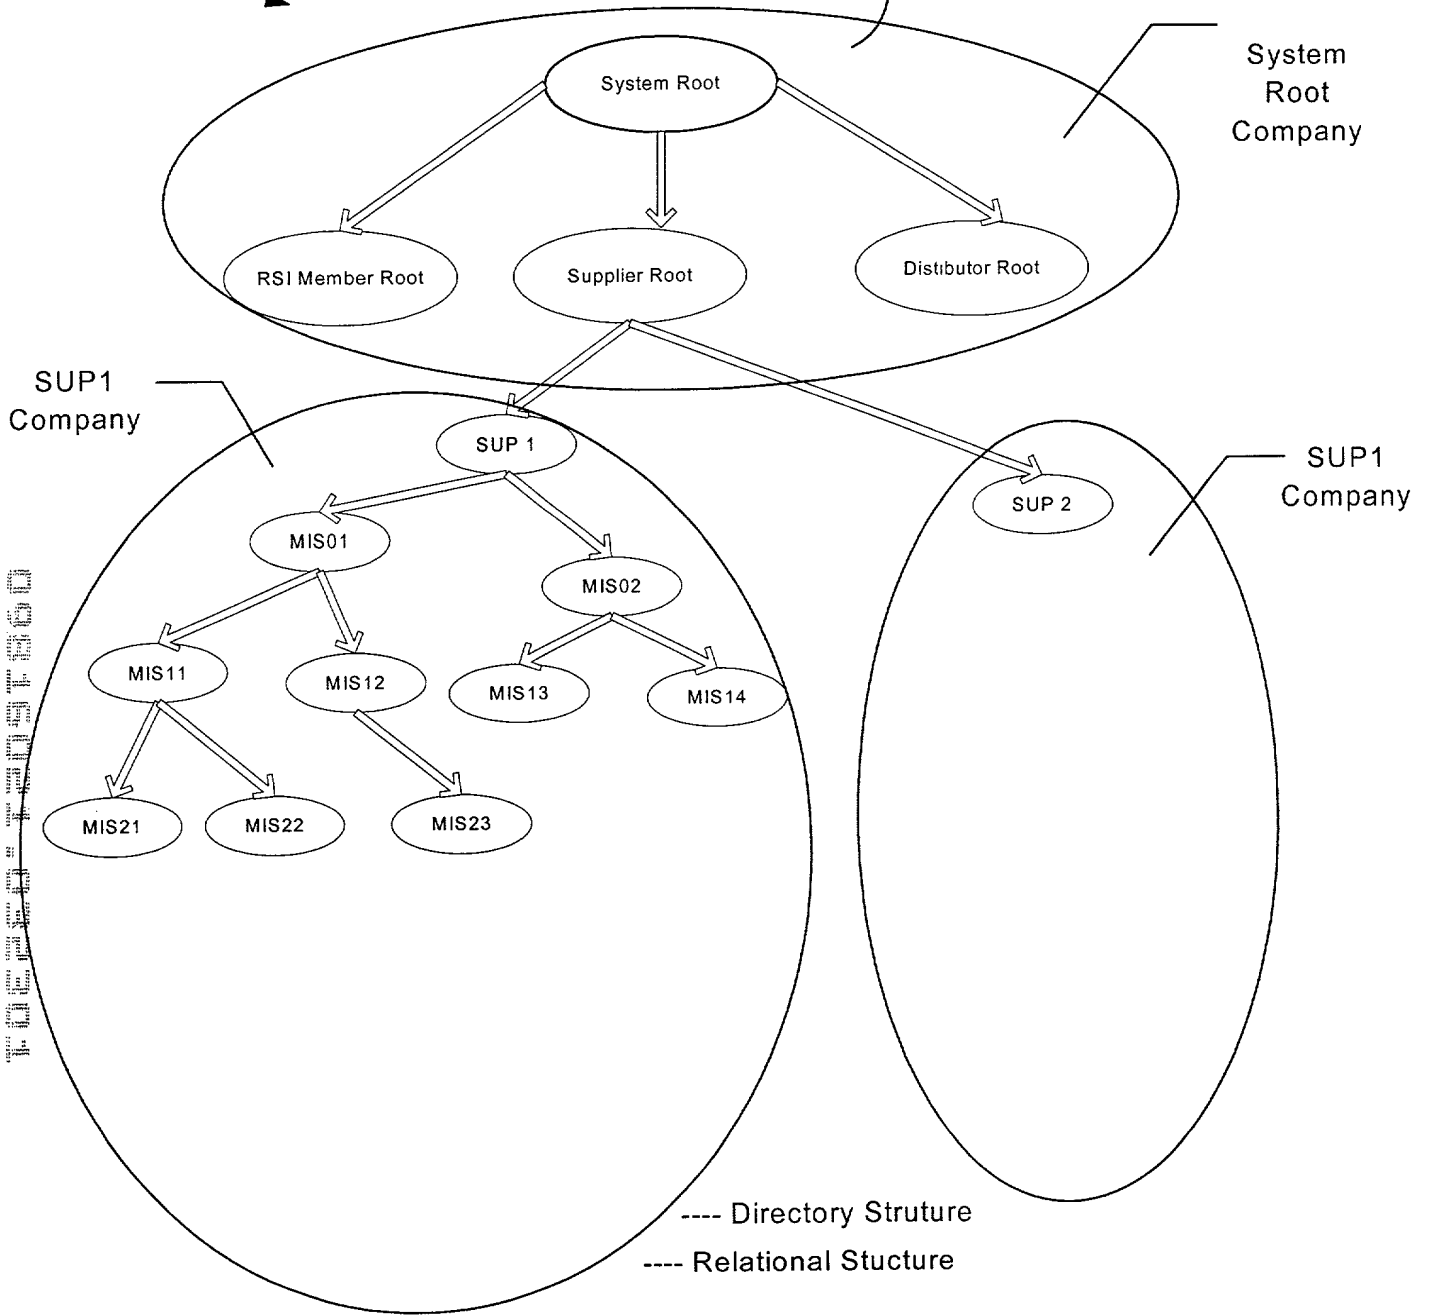 System Root
System
Root
Company
RSI Member Root
Supplier Root
Distibutor Root
SUP1
Company
SUP 1
SUP1
Company
SUP 2
MIS01
MIS02
MIS11
MIS12
MIS13
MIS14
MIS21
MIS22
MIS23
---- Directory Struture
---- Relational Stucture